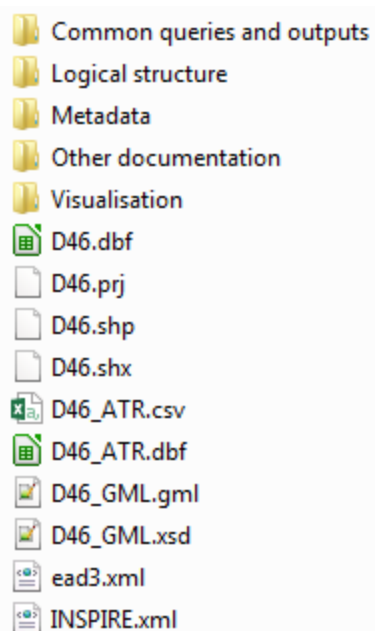 Common queries and outputs
Logical structure
Metadata
Other documentation
Visualisation
D46.dbf
D46.prj
D46.shp
D46.shx
D46_ATR.csv
D46_ATR.dbf
D46_GML.gml
D46_GML.xsd
ead3.xml
INSPIRE.xml